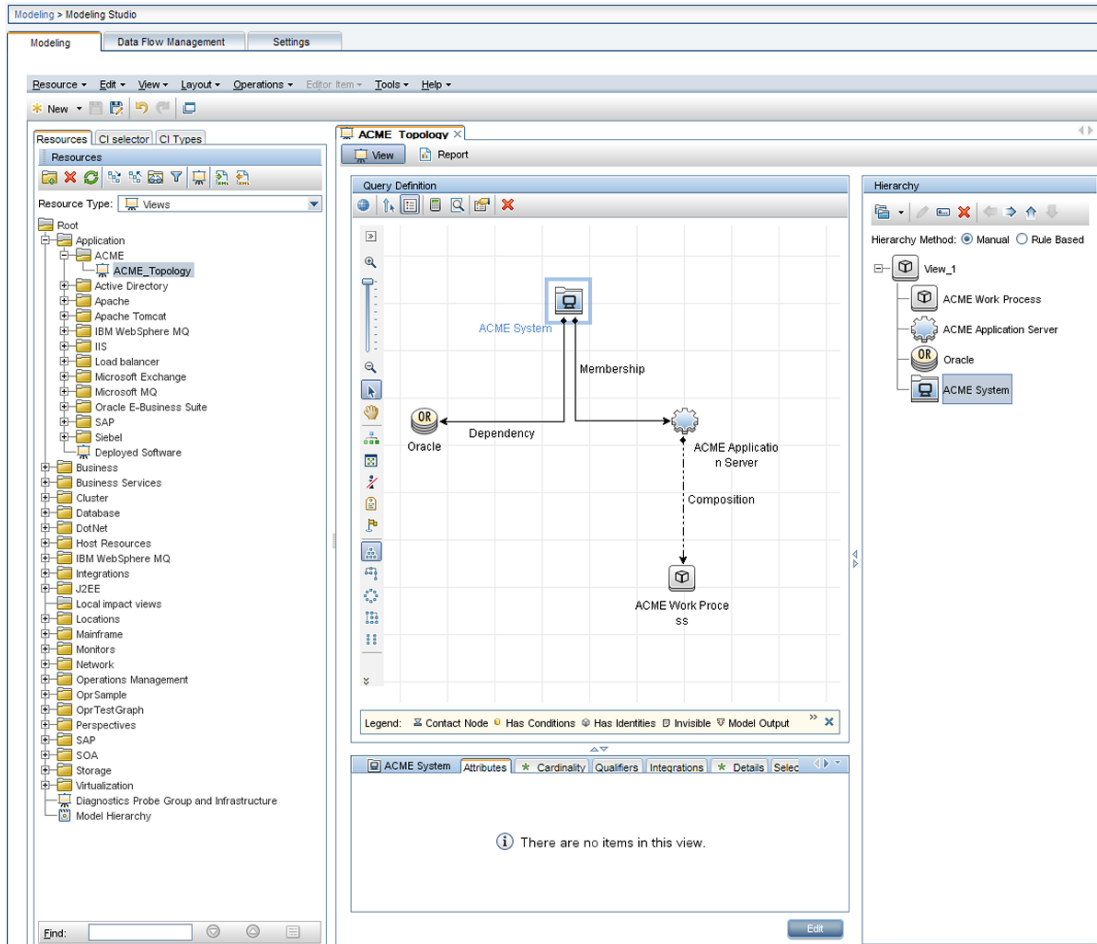 Modeling > Modeling Studio
Modeling Data Flow Management Settings
Resource Edit View Layout Operations Editor Item Tools Help
New
Resources CI selector CI Types
Resources
Resource Type: Views
Root
Application
ACME
ACME_Topology
Active Directory
Apache
Apache Tomcat
IBM WebSphere MQ
IIS
Load balancer
Microsoft Exchange
Microsoft MQ
Oracle E-Business Suite
SAP
Siebel
Deployed Software
Business
Business Services
Cluster
Database
DotNet
Host Resources
IBM WebSphere MQ
Integrations
J2EE
Local impact views
Locations
Mainframe
Monitors
Network
Operations Management
OprSample
OprTestGraph
Perspectives
SAP
SOA
Storage
Virtualization
Diagnostics Probe Group and Infrastructure
Model Hierarchy
Find:
ACME_Topology
View Report
Query Definition
ACME System
Membership
OR
Oracle
Dependency
ACME Applicatio
n Server
Composition
ACME Work Proce
ss
Legend: Contact Node Has Conditions Has Identities Invisible Model Output
ACME System Attributes * Cardinality Qualifiers Integrations * Details Selec
There are no items in this view.
Edit
Hierarchy
Hierarchy Method: Manual Rule Based
View_1
ACME Work Process
ACME Application Server
OR
Oracle
ACME System